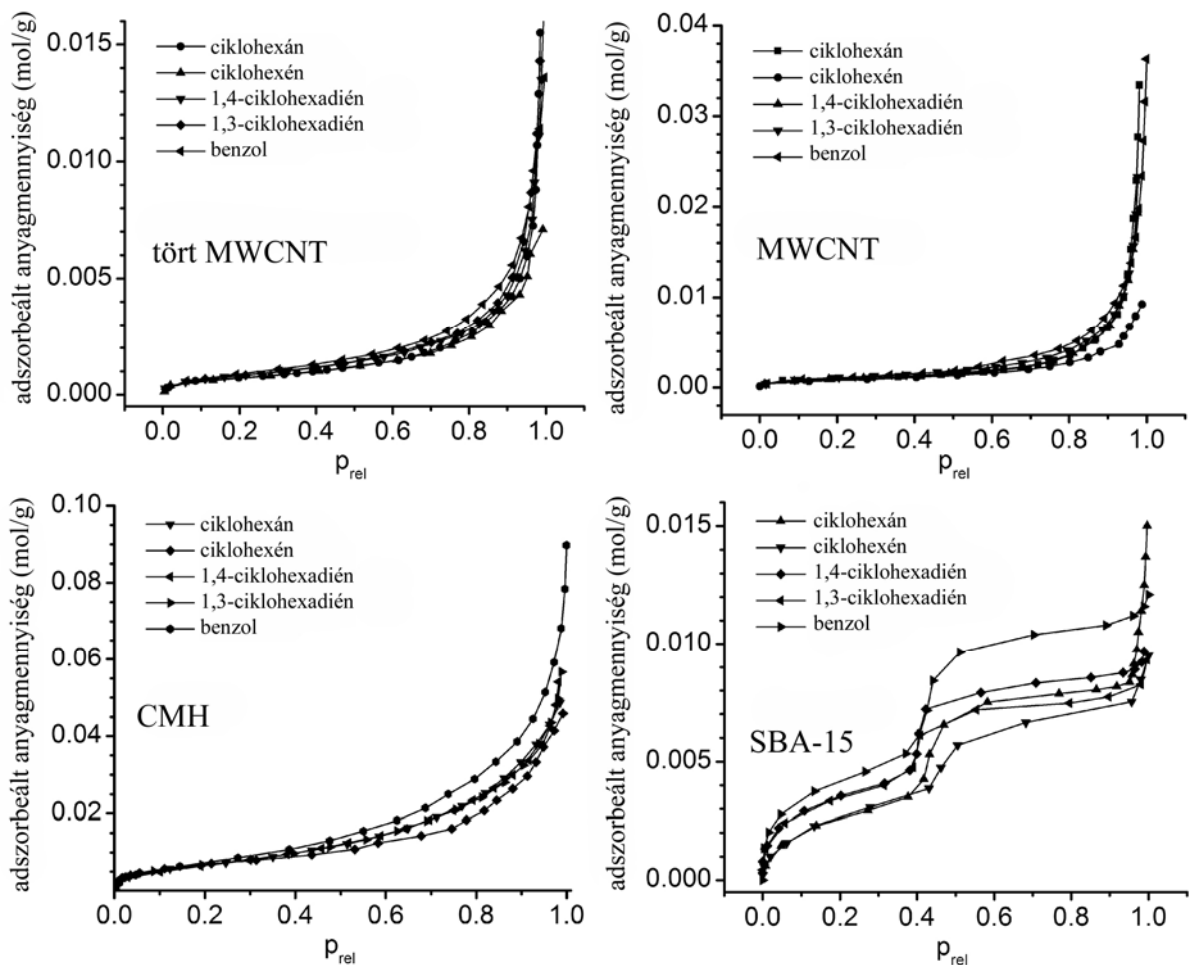 adszorbeált anyagmennyiség (mol/g)
0.015
0.010
0.005
0.000
ciklohexán
ciklohexén
1,4-ciklohexadién
1,3-ciklohexadién
benzol
tört MWCNT
0.0 0.2 0.4 0.6 0.8 1.0
p_rel
adszorbeált anyagmennyiség (mol/g)
0.04
0.03
0.02
0.01
0.00
ciklohexán
ciklohexén
1,4-ciklohexadién
1,3-ciklohexadién
benzol
MWCNT
0.0 0.2 0.4 0.6 0.8 1.0
p_rel
adszorbeált anyagmennyiség (mol/g)
0.10
0.08
0.06
0.04
0.02
ciklohexán
ciklohexén
1,4-ciklohexadién
1,3-ciklohexadién
benzol
CMH
0.0 0.2 0.4 0.6 0.8 1.0
p_rel
adszorbeált anyagmennyiség (mol/g)
0.015
0.010
0.005
0.000
ciklohexán
ciklohexén
1,4-ciklohexadién
1,3-ciklohexadién
benzol
SBA-15
0.0 0.2 0.4 0.6 0.8 1.0
p_rel